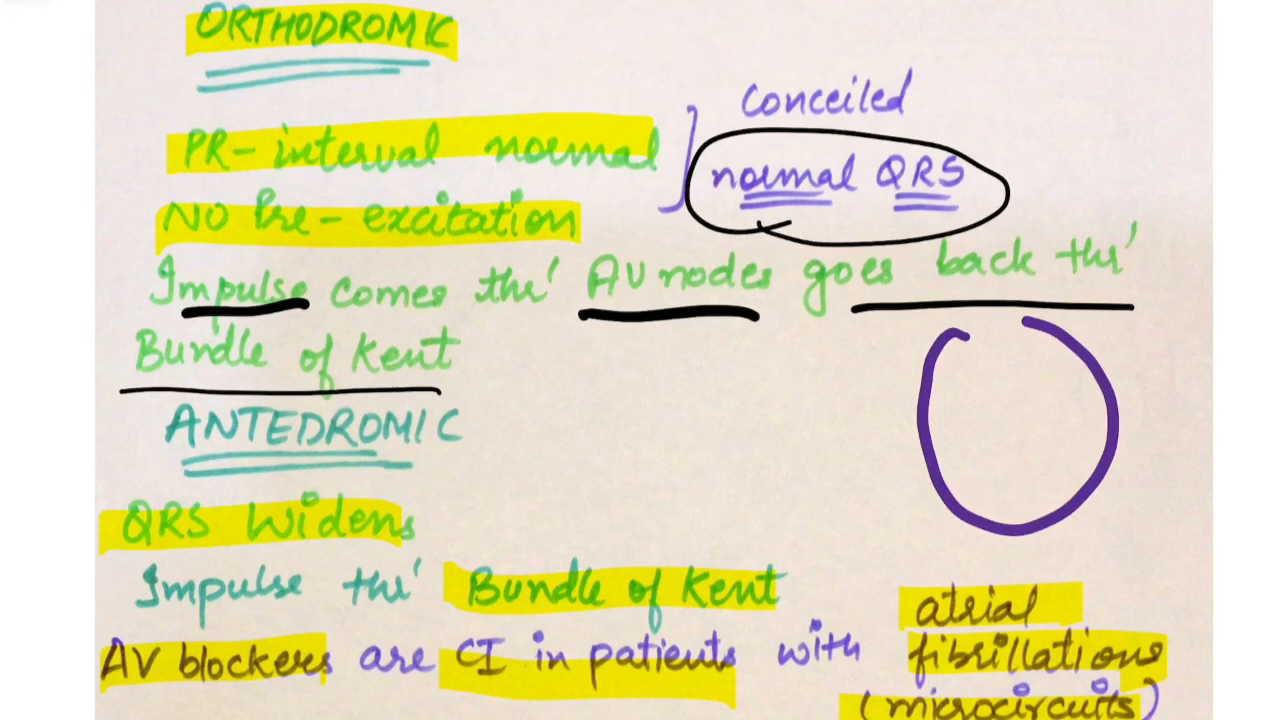 ORTHODROMIC
PR-interval normal
Conceiled
normal QRS
NO Pre-excitation
Impulse comes thr' AV nodes goes back thr'
Bundle of Kent
ANTEDROMIC
QRS Widens
Impulse thr' Bundle of Kent
AV blockers are CI in patients with atrial
fibrillations
(microcircuits)